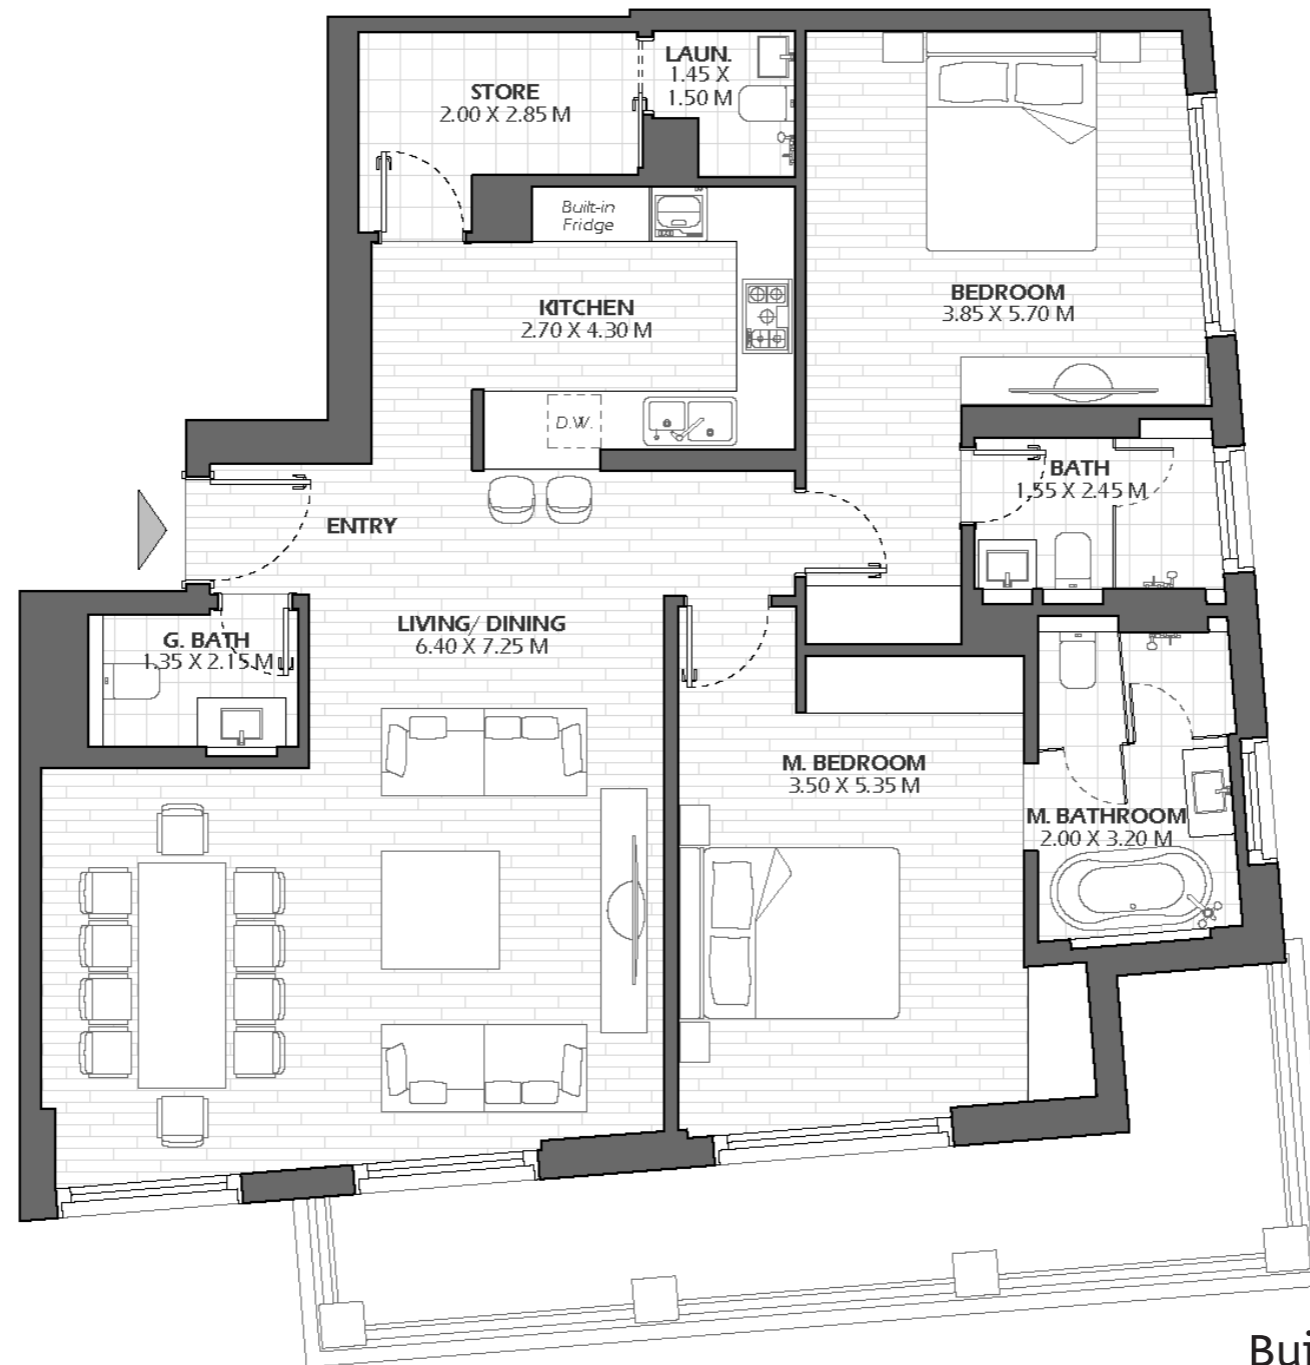 LAUN.
1.45 X
1.50 M
STORE
2.00 X 2.85 M
Built-in
Fridge
KITCHEN
2.70 X 4.30 M
BEDROOM
3.85 X 5.70 M
D.W.
BATH
1.55 X 2.45 M
ENTRY
G. BATH
1.35 X 2.15 M
LIVING/ DINING
6.40 X 7.25 M
M. BEDROOM
3.50 X 5.35 M
M. BATHROOM
2.00 X 3.20 M
Bui